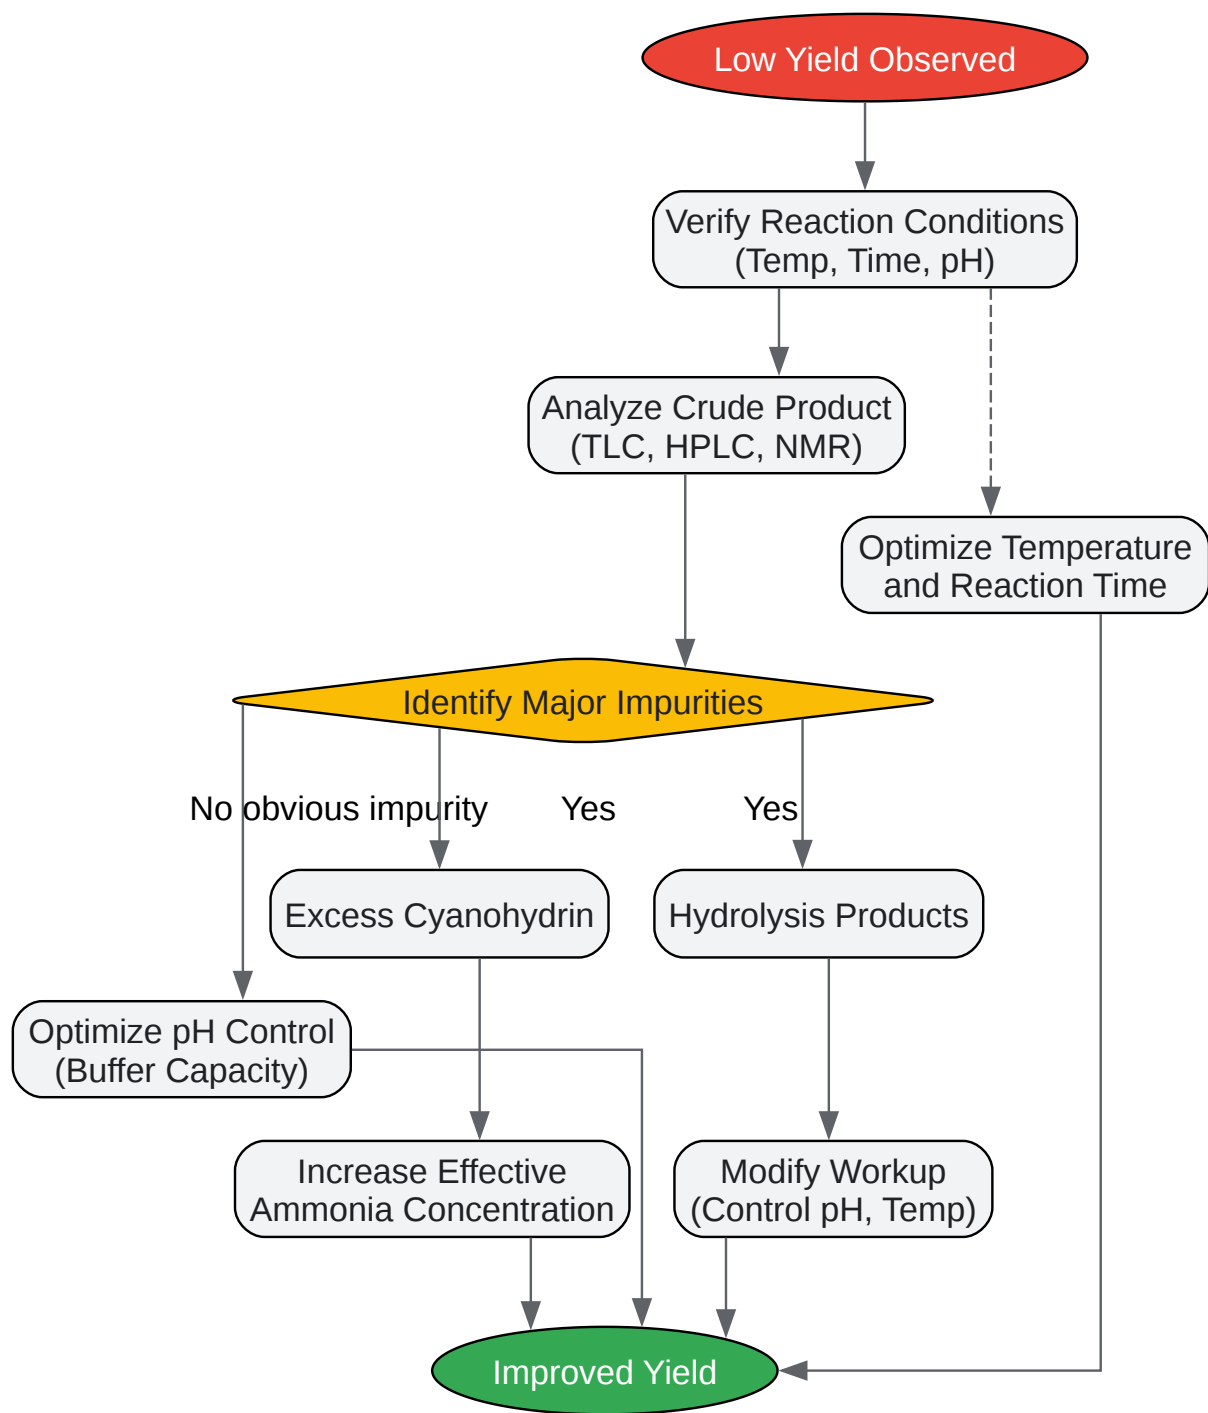 Low Yield Observed
Verify Reaction Conditions
(Temp, Time, pH)
Analyze Crude Product
(TLC, HPLC, NMR)
Optimize Temperature
and Reaction Time
Identify Major Impurities
No obvious impurity
Yes
Yes
Excess Cyanohydrin
Hydrolysis Products
Optimize pH Control
(Buffer Capacity)
Increase Effective
Ammonia Concentration
Modify Workup
(Control pH, Temp)
Improved Yield